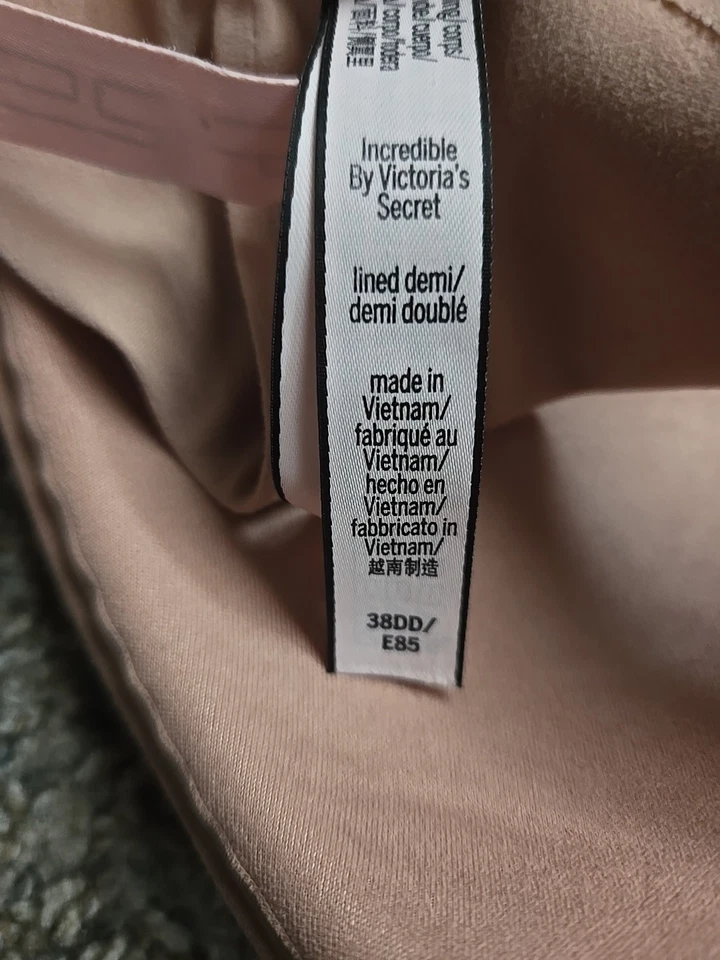 Incredible
By Victoria's
Secret
lined demi/
demi doublé
made in
Vietnam/
fabriqué au
Vietnam/
hecho en
Vietnam/
fabbricato in
Vietnam/
越南制造
38DD/
E85